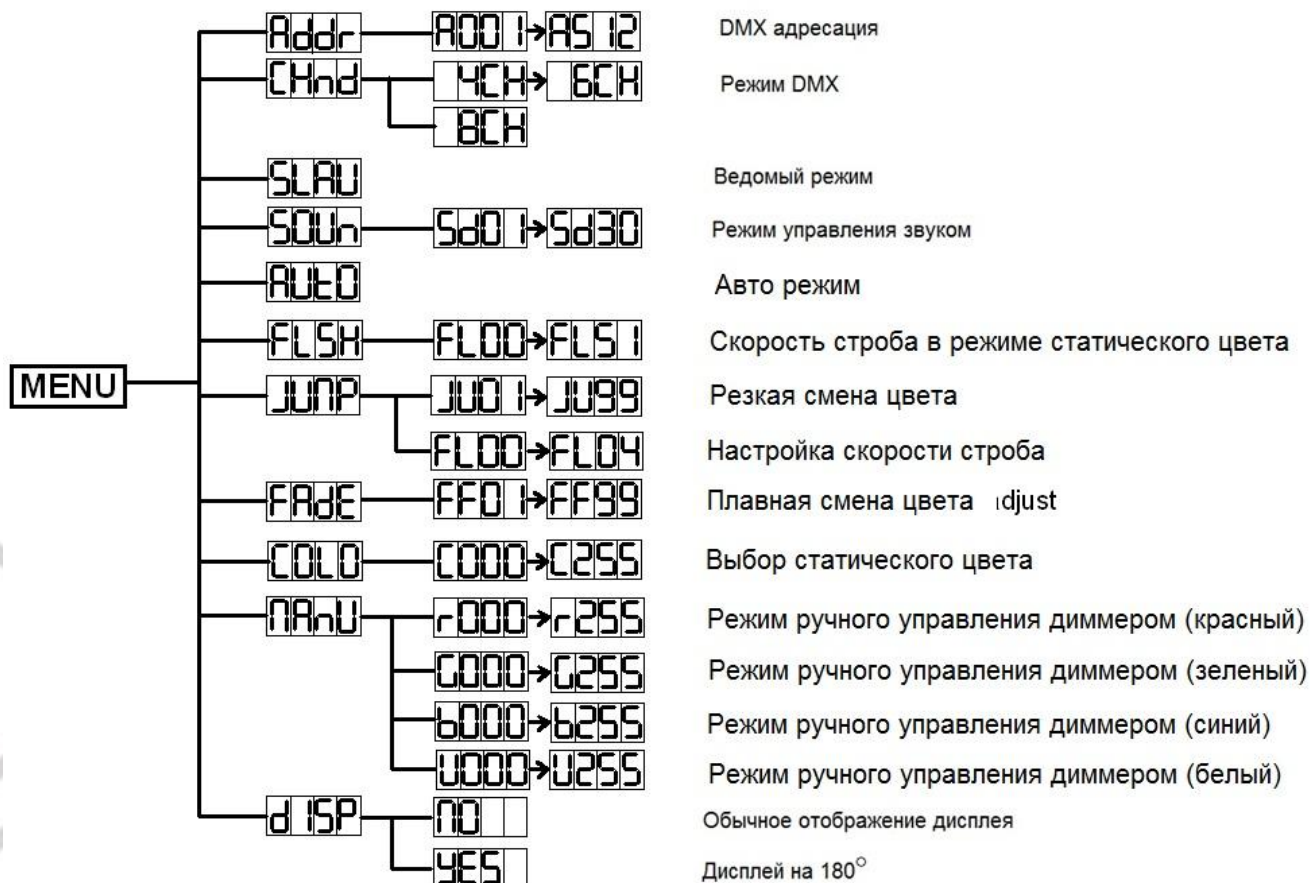 Addr A001 → A512 DMX адресация
CHnd 4CH → 6CH Режим DMX
8CH
SLAU Ведомый режим
SOUn Sd01 → Sd30 Режим управления звуком
AUtO Авто режим
FLSH FL00 → FLS1 Скорость строба в режиме статического цвета
MENU
JUNP JU01 → JU99 Резкая смена цвета
FL00 → FL04 Настройка скорости строба
FAdE FF01 → FF99 Плавная смена цвета djust
COLO C000 → C255 Выбор статического цвета
MAnU r000 → r255 Режим ручного управления диммером (красный)
G000 → G255 Режим ручного управления диммером (зеленый)
b000 → b255 Режим ручного управления диммером (синий)
U000 → U255 Режим ручного управления диммером (белый)
dISP NO Обычное отображение дисплея
YES Дисплей на 180°